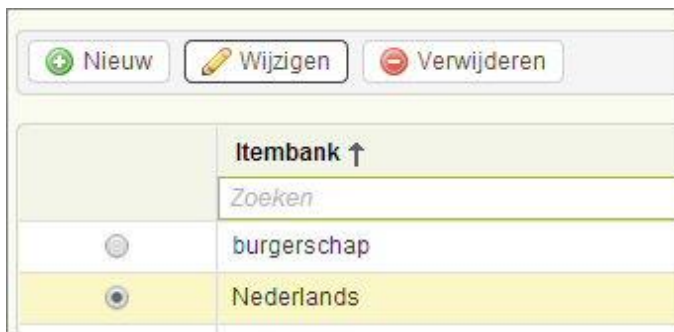 Nieuw Wijzigen Verwijderen
Itembank ↑
Zoeken
burgerschap
Nederlands